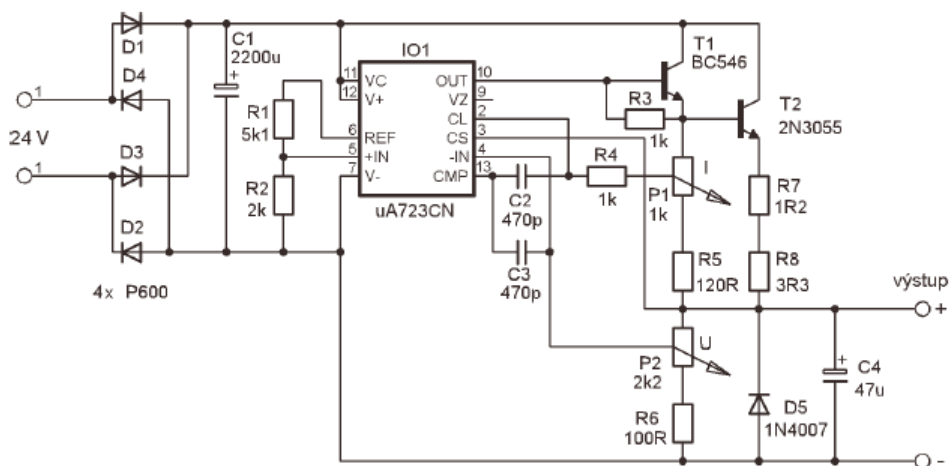 D1
C1
2200u
+
D4
1
24 V
D3
1
D2
4x P600
R1
5k1
R2
2k
IO1
11 VC
12 V+
6 REF
5 +IN
7 V-
OUT 10
VZ 9
CL 2
CS 3
-IN 4
CMP 13
uA723CN
C2
470p
C3
470p
R4
1k
R3
1k
T1
BC546
T2
2N3055
I
P1
1k
R7
1R2
R5
120R
R8
3R3
výstup
+
U
P2
2k2
R6
100R
D5
1N4007
+
C4
47u
-